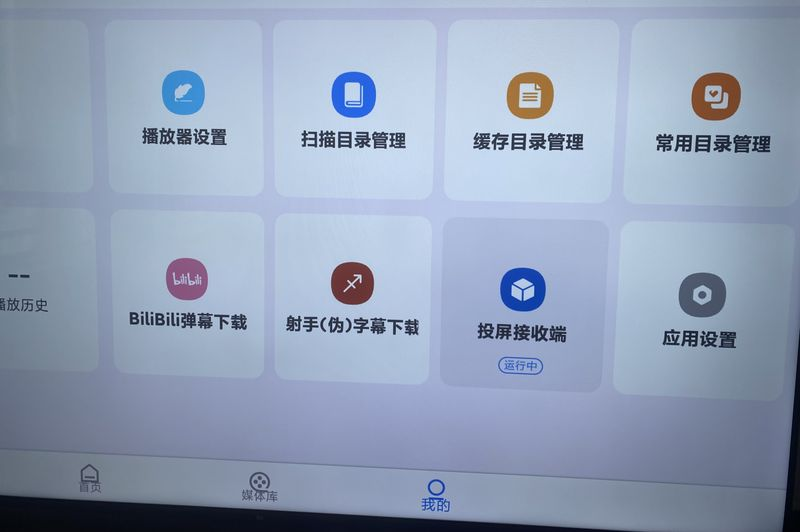 播放器设置
扫描目录管理
缓存目录管理
常用目录管理
--
播放历史
bilibili
BiliBili弹幕下载
射手(伪)字幕下载
投屏接收端
运行中
应用设置
首页
媒体库
我的